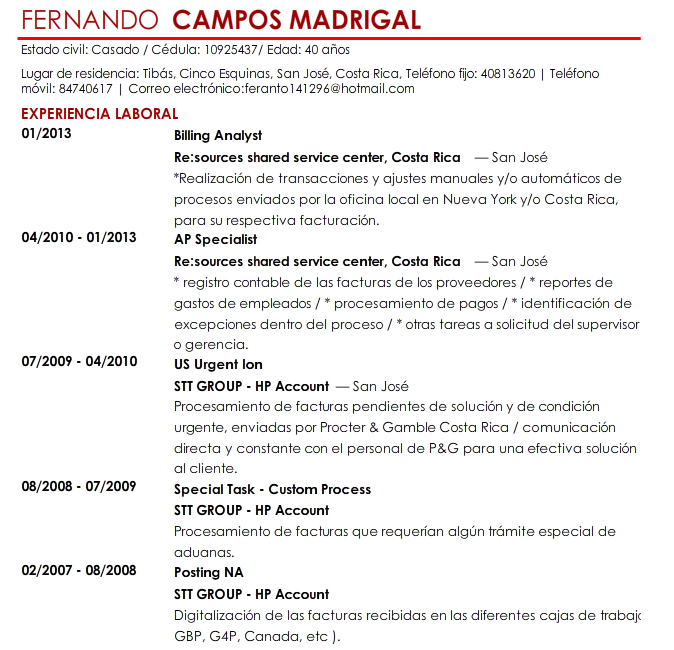 FERNANDO CAMPOS MADRIGAL
Estado civil: Casado / Cédula: 10925437/ Edad: 40 años
Lugar de residencia: Tibás, Cinco Esquinas, San José, Costa Rica, Teléfono fijo: 40813620 | Teléfono
móvil: 84740617 | Correo electrónico:feranto141296@hotmail.com
EXPERIENCIA LABORAL
01/2013 Billing Analyst
Re:sources shared service center, Costa Rica — San José
*Realización de transacciones y ajustes manuales y/o automáticos de
procesos enviados por la oficina local en Nueva York y/o Costa Rica,
para su respectiva facturación.
04/2010 - 01/2013 AP Specialist
Re:sources shared service center, Costa Rica — San José
* registro contable de las facturas de los proveedores / * reportes de
gastos de empleados / * procesamiento de pagos / * identificación de
excepciones dentro del proceso / * otras tareas a solicitud del supervisor
o gerencia.
07/2009 - 04/2010 US Urgent Ion
STT GROUP - HP Account — San José
Procesamiento de facturas pendientes de solución y de condición
urgente, enviadas por Procter & Gamble Costa Rica / comunicación
directa y constante con el personal de P&G para una efectiva solución
al cliente.
08/2008 - 07/2009 Special Task - Custom Process
STT GROUP - HP Account
Procesamiento de facturas que requerían algún trámite especial de
aduanas.
02/2007 - 08/2008 Posting NA
STT GROUP - HP Account
Digitalización de las facturas recibidas en las diferentes cajas de trabajo
GBP, G4P, Canada, etc ).